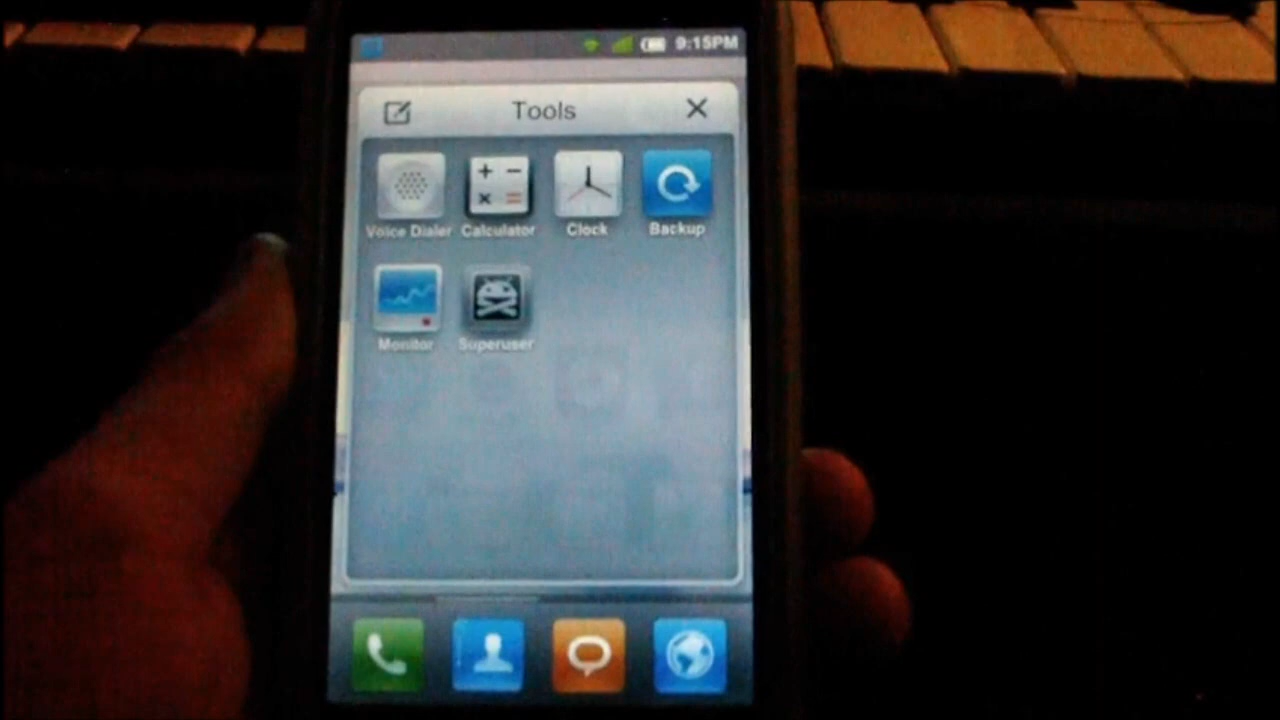 9:15PM
Tools
Voice Dialer Calculator Clock Backup
Monitor Superuser